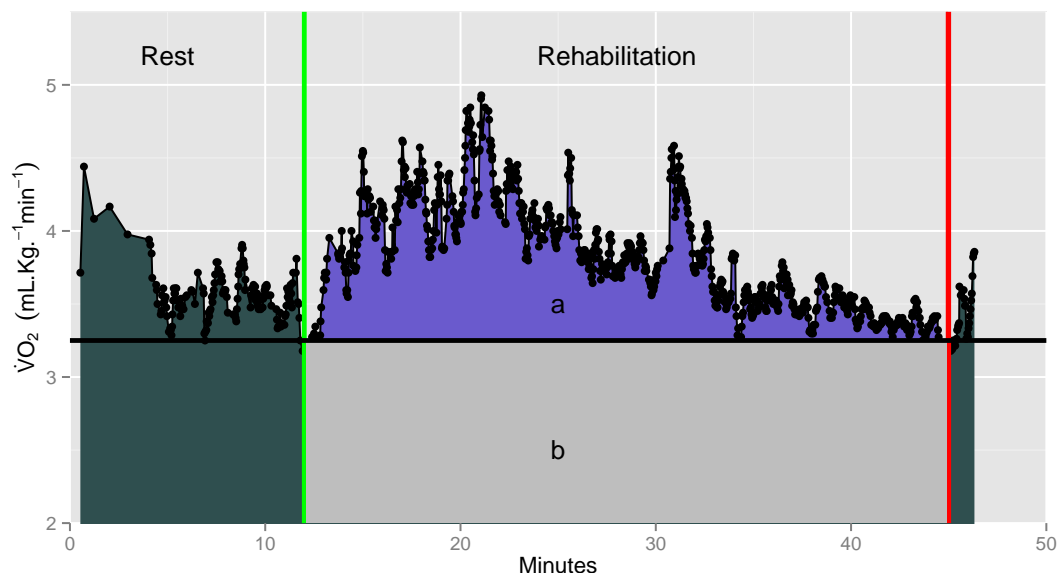 Rest
Rehabilitation
5
4
3
2
V̇O₂ (mL.Kg.⁻¹min⁻¹)
a
b
0
10
20
30
40
50
Minutes